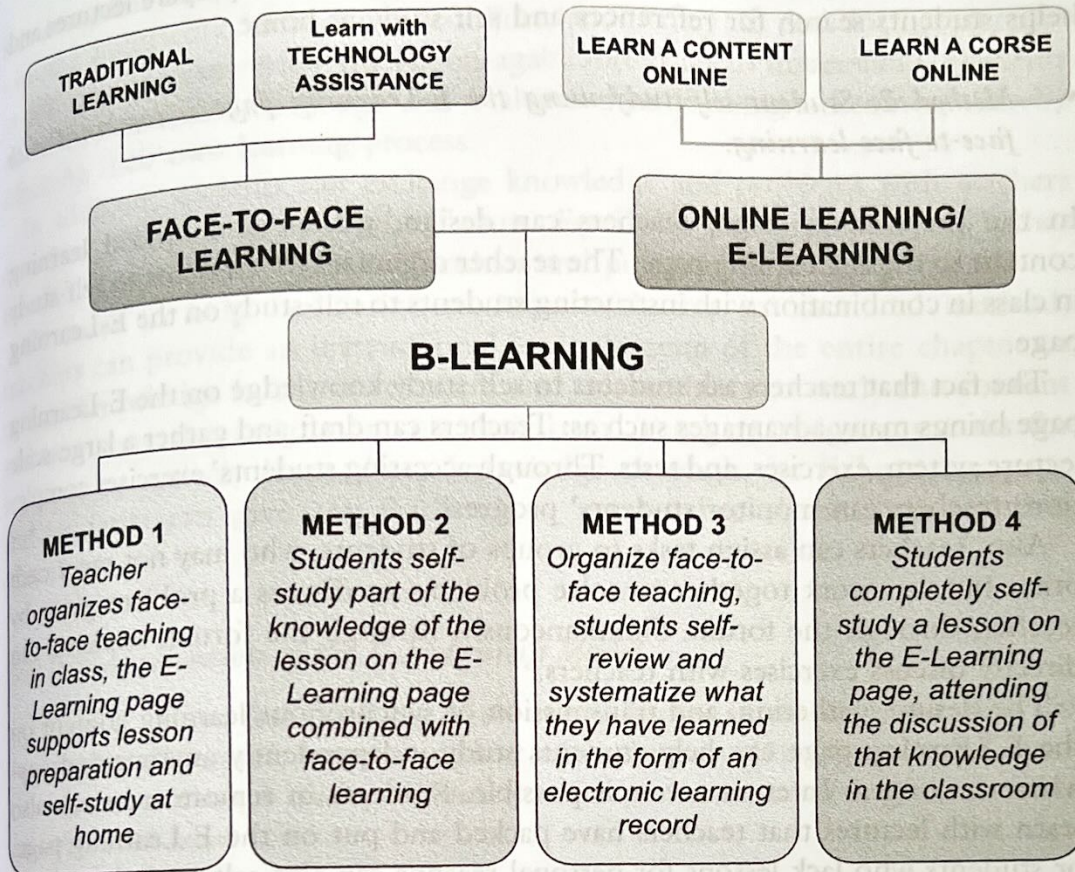 TRADITIONAL
LEARNING
Learn with
TECHNOLOGY
ASSISTANCE
LEARN A CONTENT
ONLINE
LEARN A CORSE
ONLINE
FACE-TO-FACE
LEARNING
ONLINE LEARNING/
E-LEARNING
B-LEARNING
METHOD 1
Teacher
organizes face-
to-face teaching
in class, the E-
Learning page
supports lesson
preparation and
self-study at
home
METHOD 2
Students self-
study part of the
knowledge of the
lesson on the E-
Learning page
combined with
face-to-face
learning
METHOD 3
Organize face-to-
face teaching,
students self-
review and
systematize what
they have learned
in the form of an
electronic learning
record
METHOD 4
Students
completely self-
study a lesson on
the E-Learning
page, attending
the discussion of
that knowledge
in the classroom